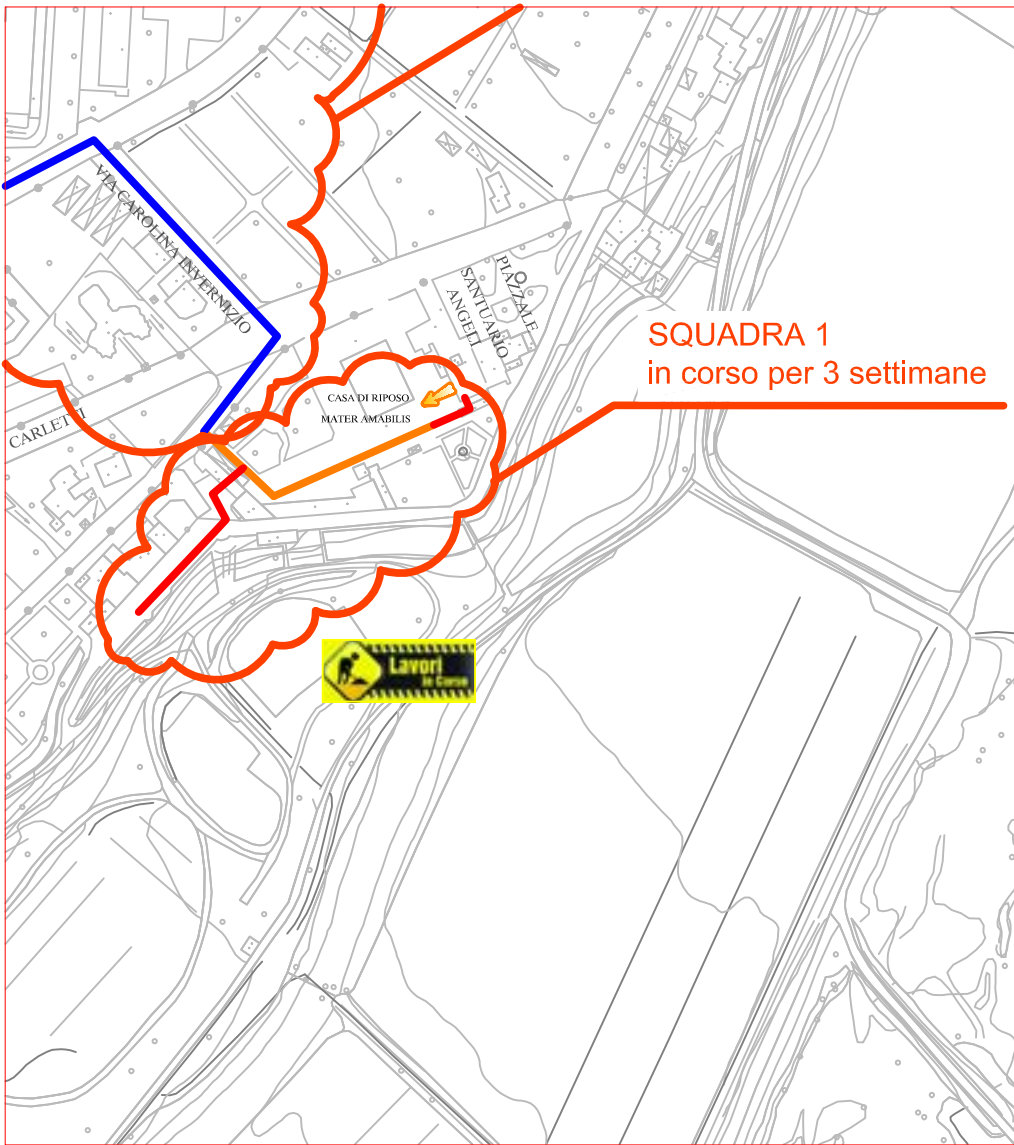 VIA CAROLINA INVERNIZIO
PIAZZALE
SANTUARIO
ANGELI
SQUADRA 1
in corso per 3 settimane
CASA DI RIPOSO
MATER AMABILIS
CARLETTI
Lavori
in Corso